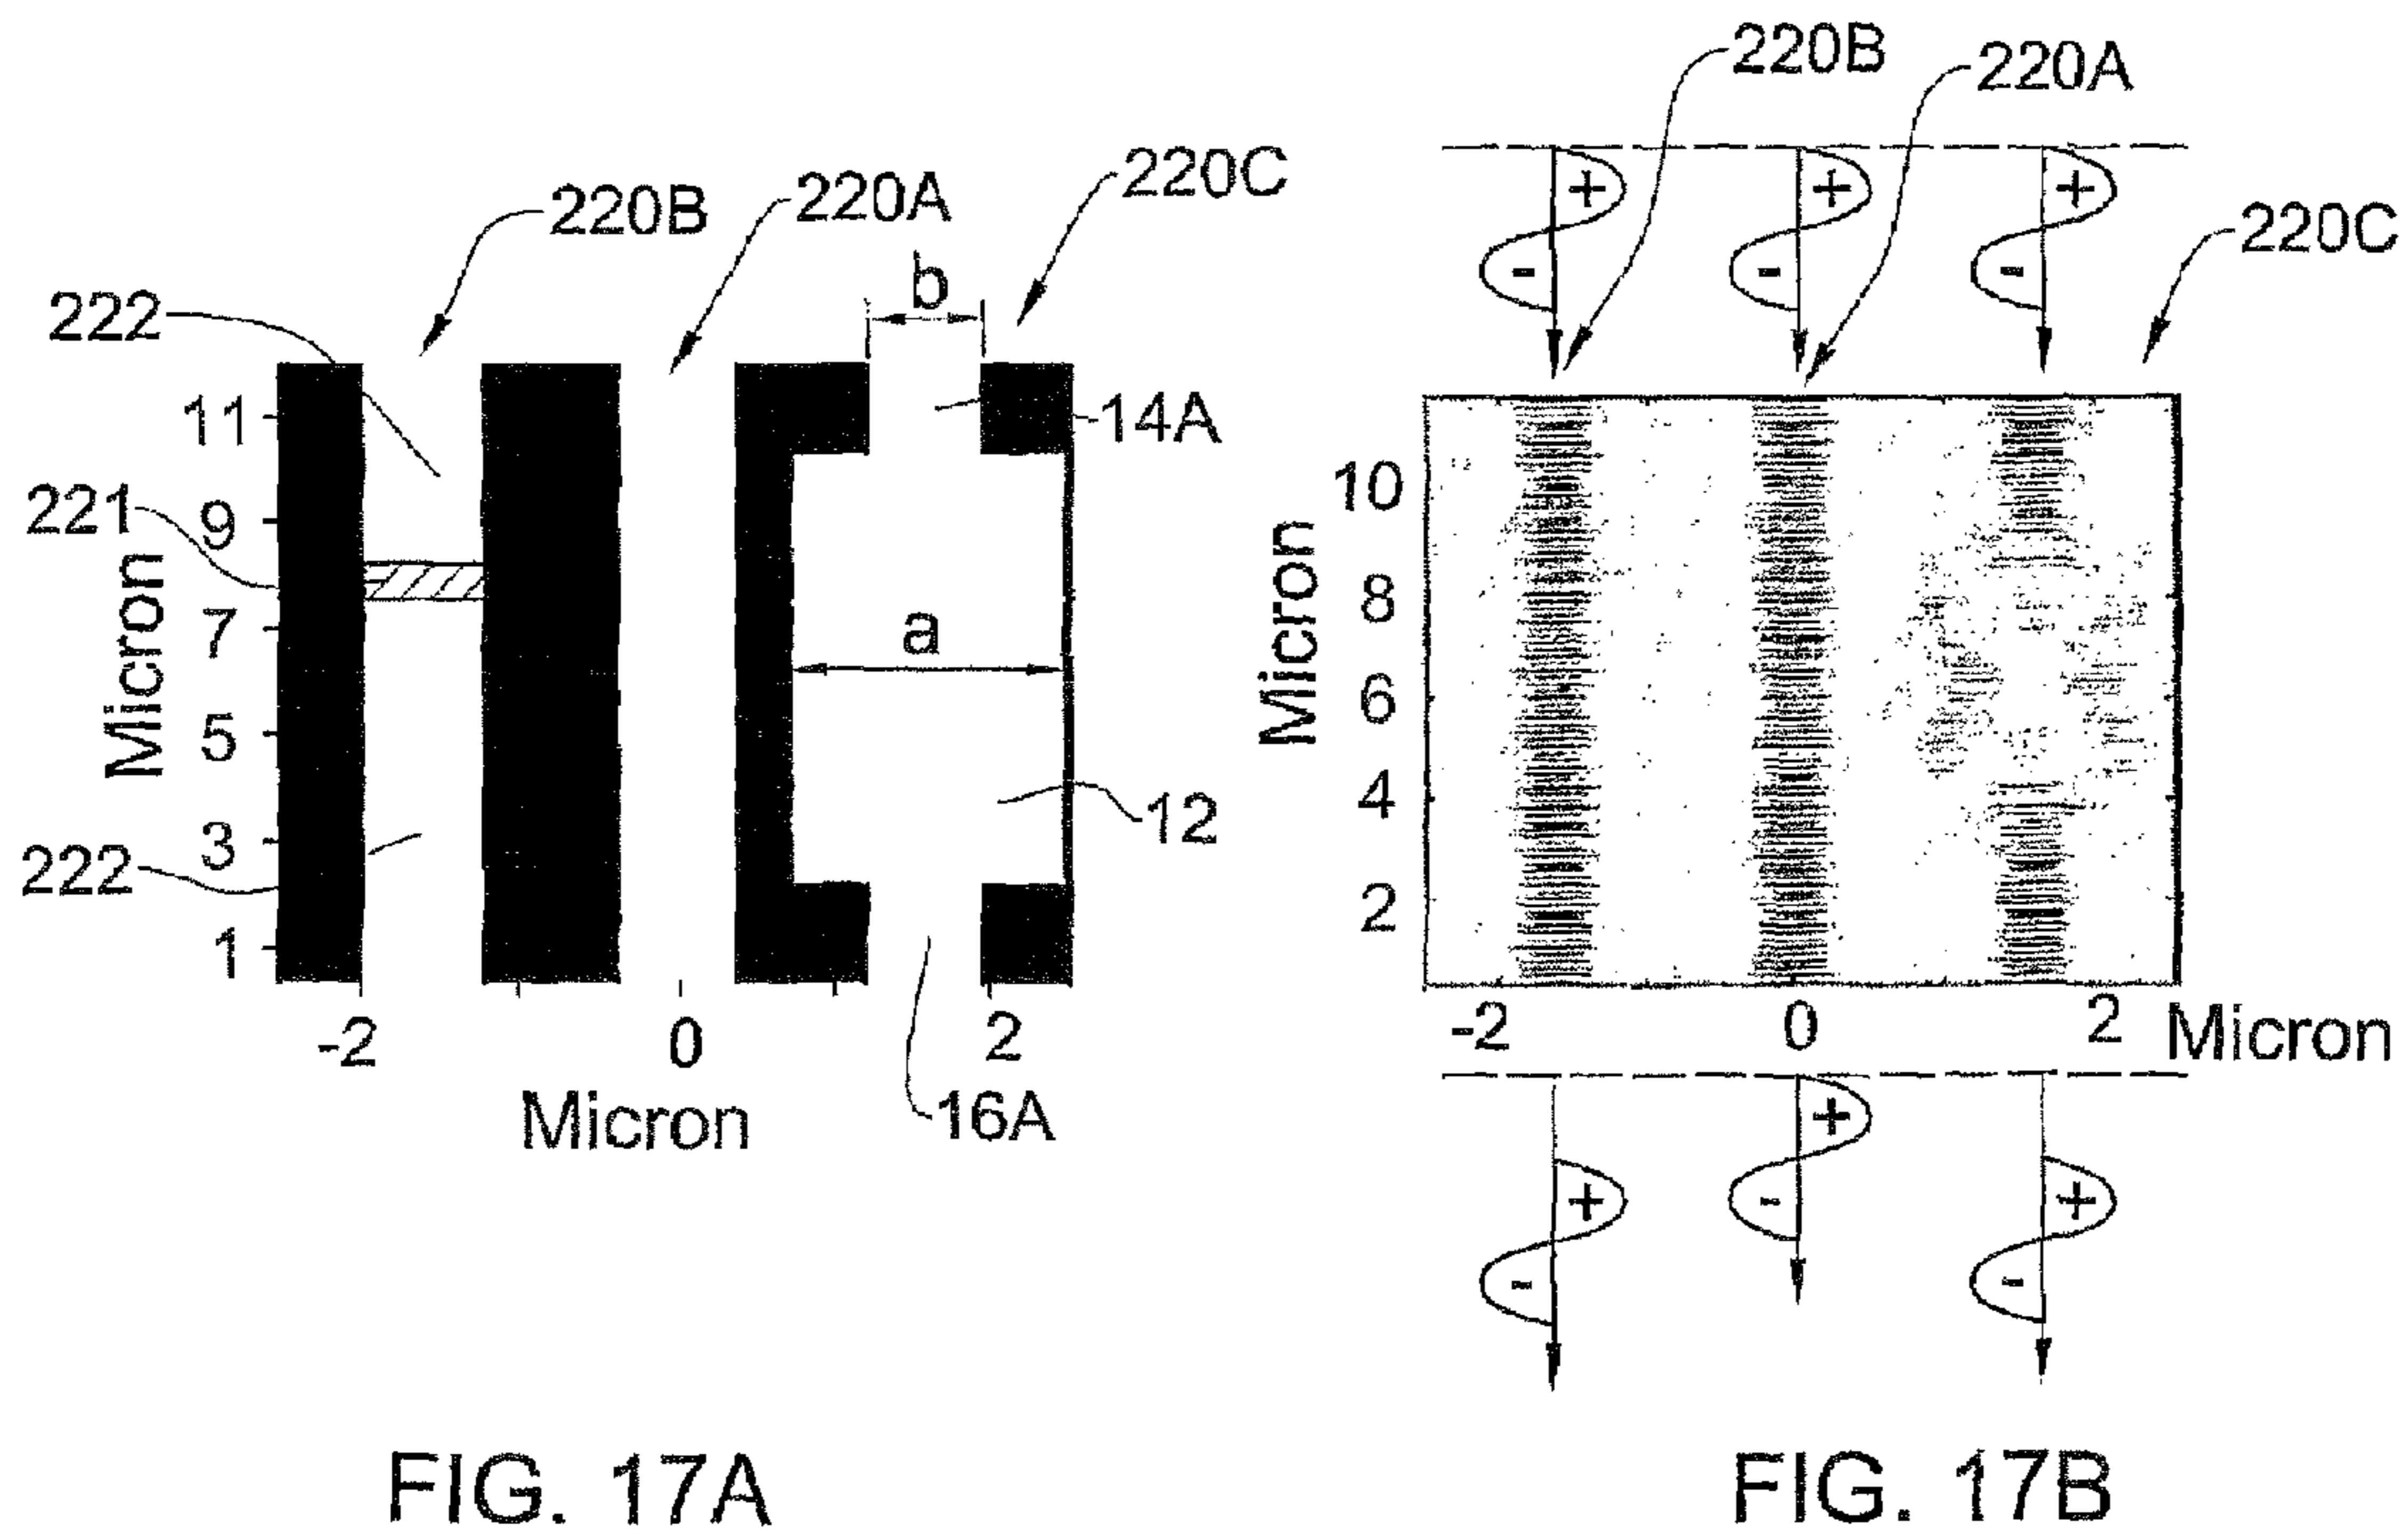 220B
220A
220C
b
222
11
14A
221
9
Micron
7
a
5
12
3
222
1
-2 0 2
Micron
16A
FIG. 17A
220B
220A
220C
+ + +
- - -
10
8
Micron
6
4
2
-2 0 2 Micron
+
-
+ +
- -
FIG. 17B